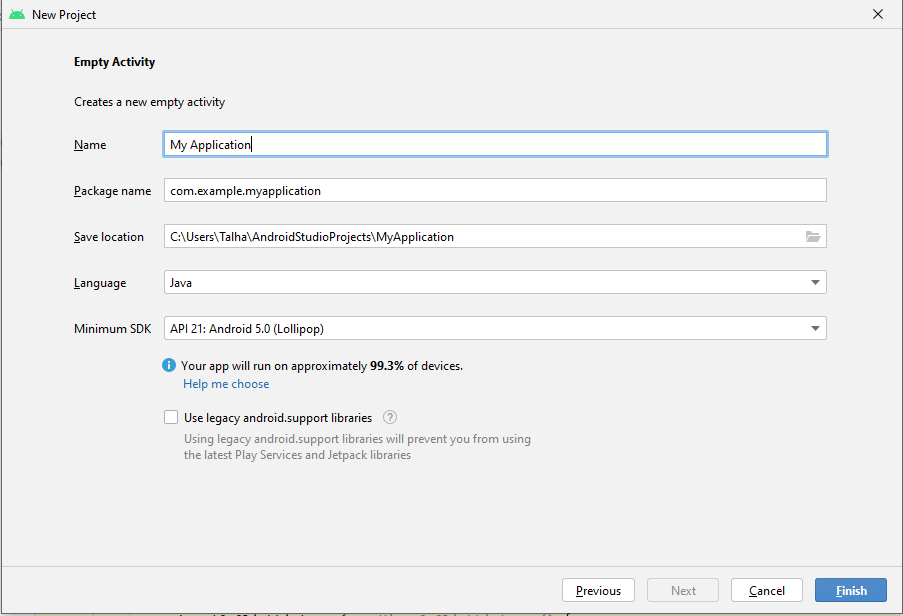 New Project
Empty Activity
Creates a new empty activity
Name My Application
Package name com.example.myapplication
Save location C:\Users\Talha\AndroidStudioProjects\MyApplication
Language Java
Minimum SDK API 21: Android 5.0 (Lollipop)
Your app will run on approximately 99.3% of devices.
Help me choose
Use legacy android.support libraries ?
Using legacy android.support libraries will prevent you from using
the latest Play Services and Jetpack libraries
Previous Next Cancel Finish